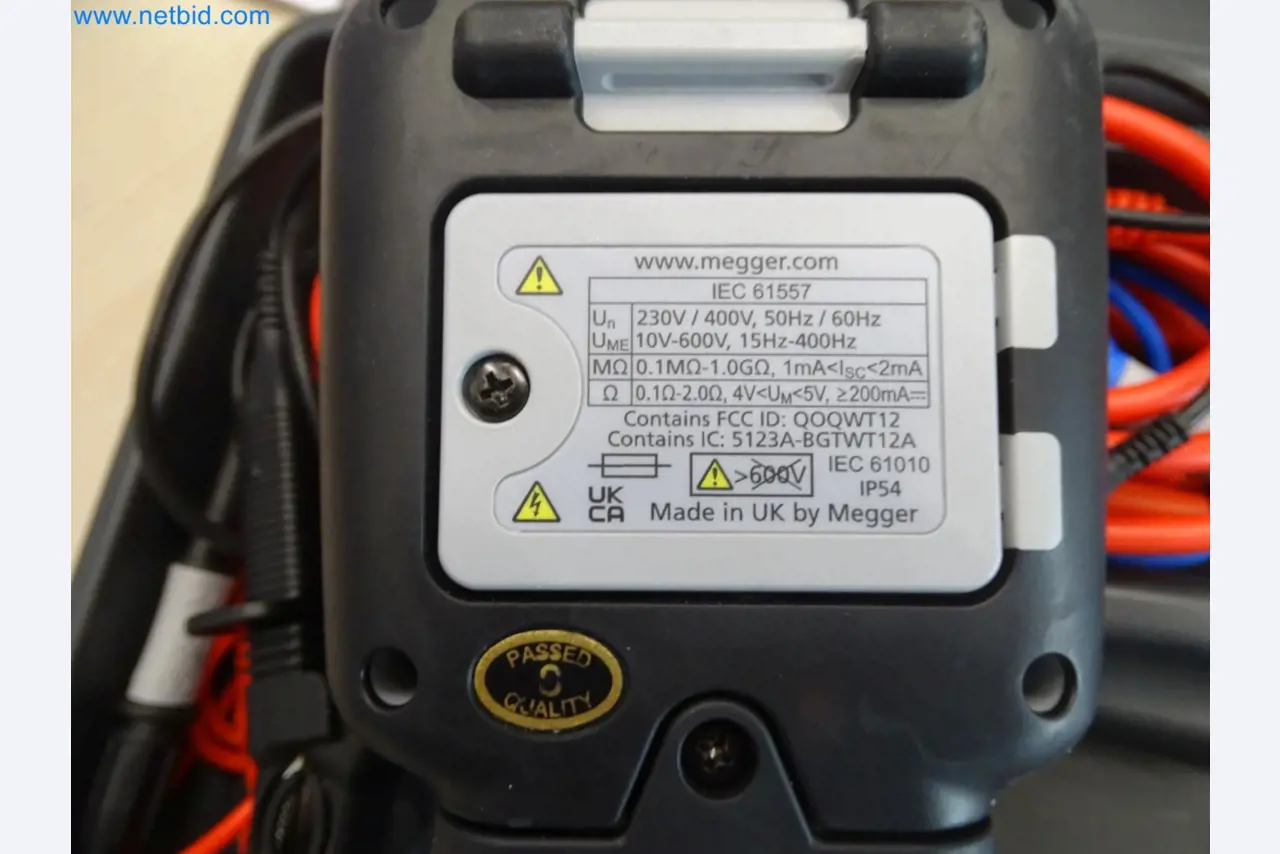 www.netbid.com
www.megger.com
IEC 61557
Un 230V / 400V, 50Hz / 60Hz
UME 10V-600V, 15Hz-400Hz
MΩ 0.1MΩ-1.0GΩ, 1mA<ISC<2mA
Ω 0.1Ω-2.0Ω, 4V<UM<5V, ≥200mA⎓
Contains FCC ID: QOQWT12
Contains IC: 5123A-BGTWT12A
>600V IEC 61010
IP54
UK
CA Made in UK by Megger
PASSED
QUALITY